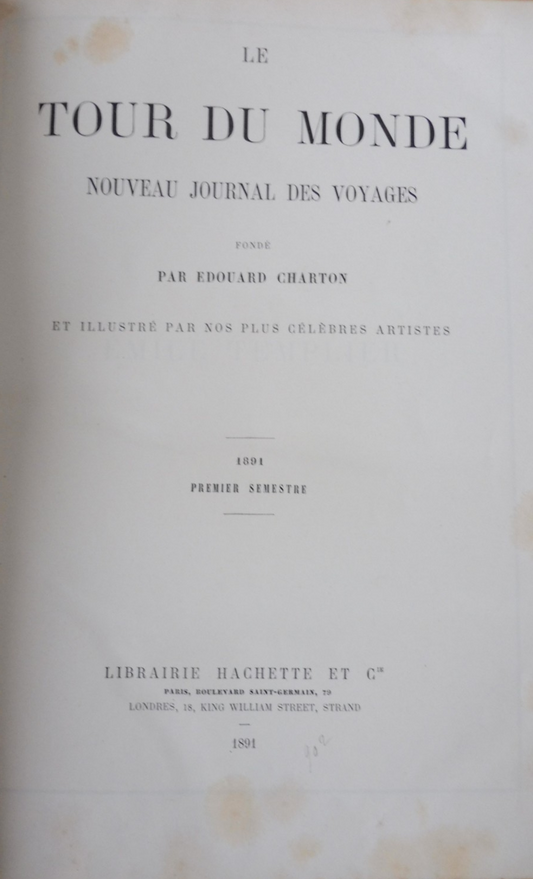 LE
TOUR DU MONDE
NOUVEAU JOURNAL DES VOYAGES
FONDÉ
PAR EDOUARD CHARTON
ET ILLUSTRÉ PAR NOS PLUS CÉLÈBRES ARTISTES
ÉMILE TEMPLIER
1891
PREMIER SEMESTRE
LIBRAIRIE HACHETTE ET Cie
PARIS, BOULEVARD SAINT-GERMAIN, 79
LONDRES, 18, KING WILLIAM STREET, STRAND
1891